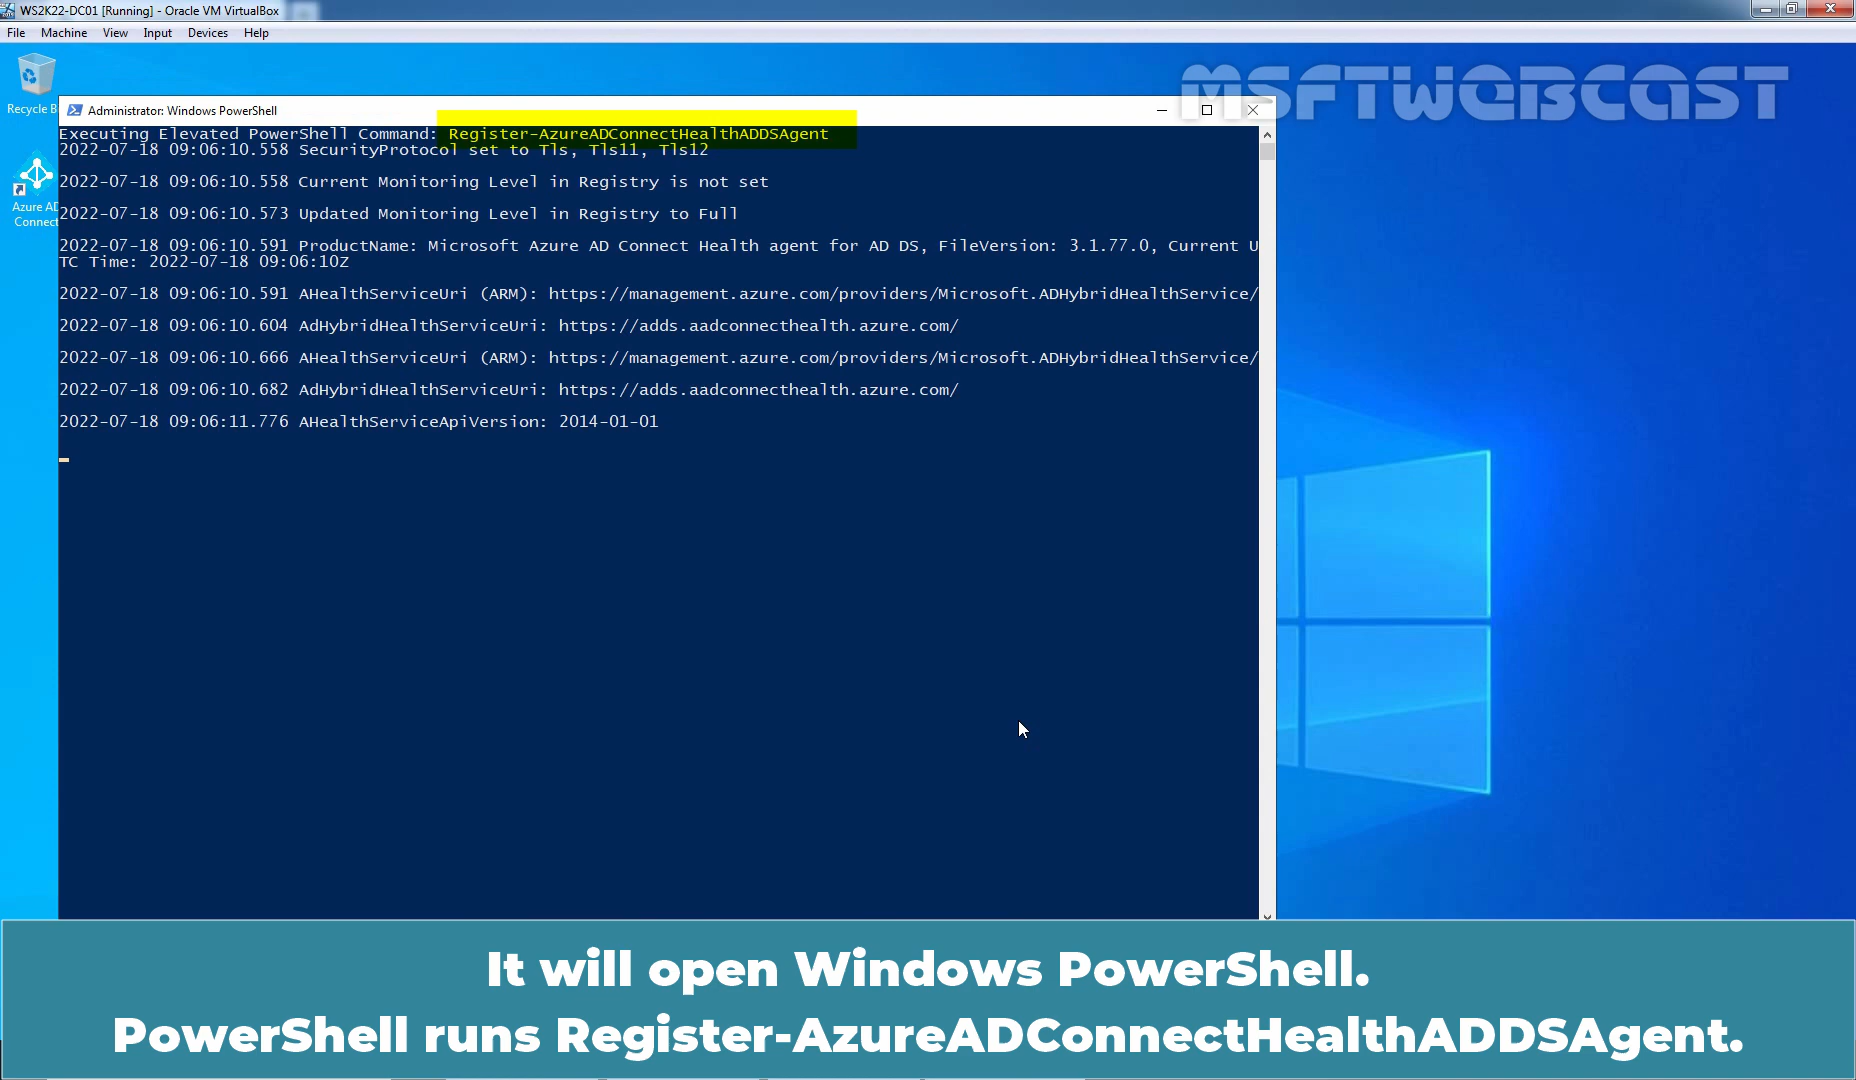 WS2K22-DC01 [Running] - Oracle VM VirtualBox
File Machine View Input Devices Help
MSFTWEBCAST
Recycle B
Azure AD
Connect
Administrator: Windows PowerShell
Executing Elevated PowerShell Command: Register-AzureADConnectHealthADDSAgent
2022-07-18 09:06:10.558 SecurityProtocol set to Tls, Tls11, Tls12
2022-07-18 09:06:10.558 Current Monitoring Level in Registry is not set
2022-07-18 09:06:10.573 Updated Monitoring Level in Registry to Full
2022-07-18 09:06:10.591 ProductName: Microsoft Azure AD Connect Health agent for AD DS, FileVersion: 3.1.77.0, Current U
TC Time: 2022-07-18 09:06:10Z
2022-07-18 09:06:10.591 AHealthServiceUri (ARM): https://management.azure.com/providers/Microsoft.ADHybridHealthService/
2022-07-18 09:06:10.604 AdHybridHealthServiceUri: https://adds.aadconnecthealth.azure.com/
2022-07-18 09:06:10.666 AHealthServiceUri (ARM): https://management.azure.com/providers/Microsoft.ADHybridHealthService/
2022-07-18 09:06:10.682 AdHybridHealthServiceUri: https://adds.aadconnecthealth.azure.com/
2022-07-18 09:06:11.776 AHealthServiceApiVersion: 2014-01-01
It will open Windows PowerShell.
PowerShell runs Register-AzureADConnectHealthADDSAgent.